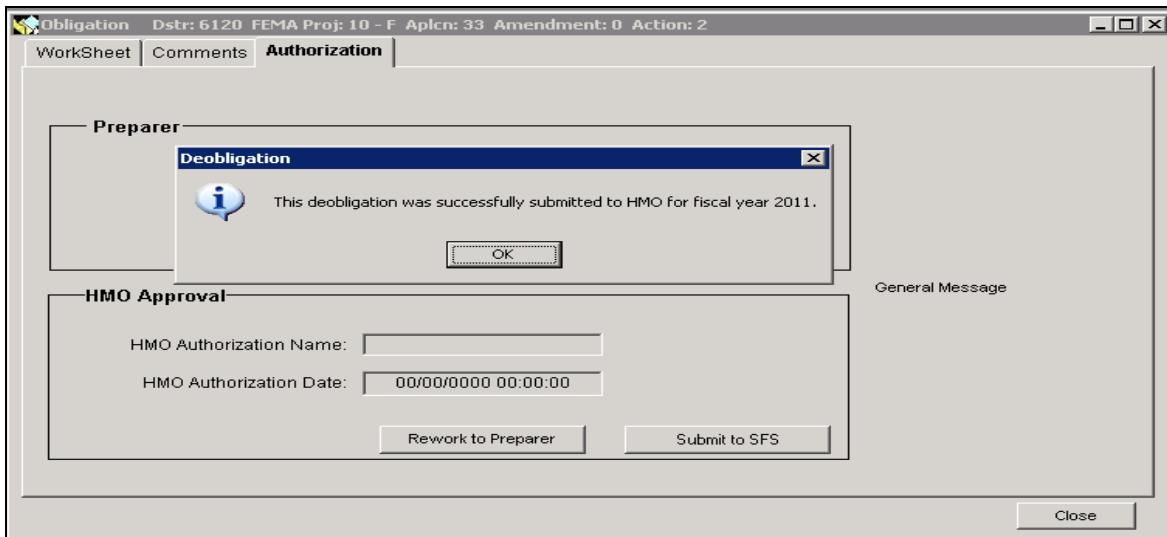 Obligation Dstr: 6120 FEMA Proj: 10 - F Aplcn: 33 Amendment: 0 Action: 2
WorkSheet Comments Authorization
Preparer
Deobligation
This deobligation was successfully submitted to HMO for fiscal year 2011.
OK
HMO Approval
General Message
HMO Authorization Name:
HMO Authorization Date: 00/00/0000 00:00:00
Rework to Preparer Submit to SFS
Close